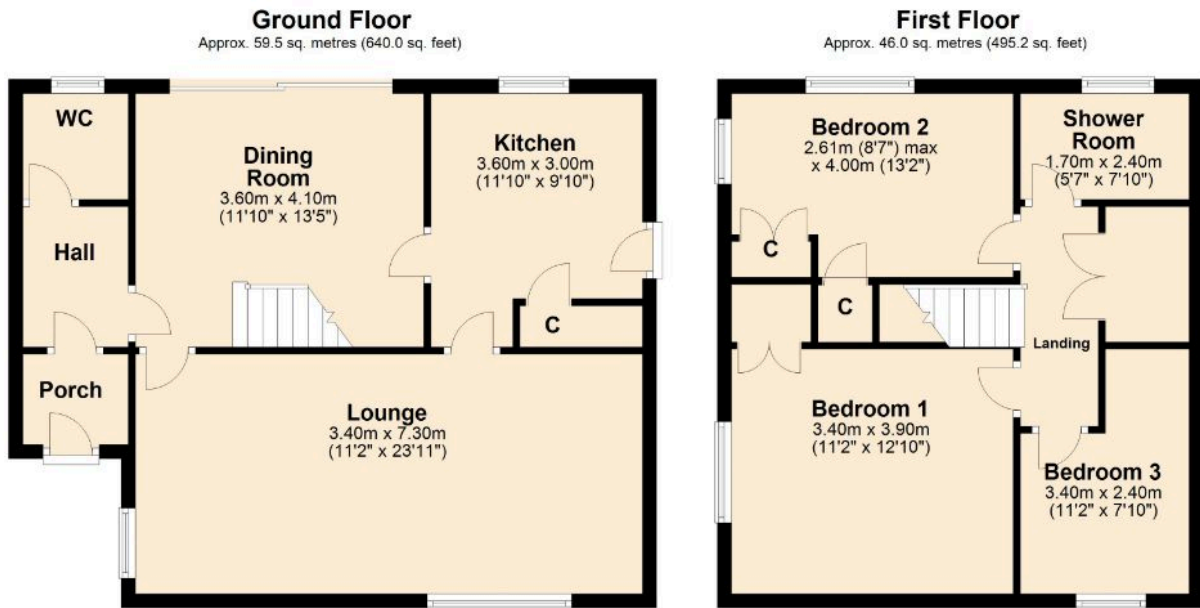 Ground Floor
Approx. 59.5 sq. metres (640.0 sq. feet)
WC
Dining
Room
3.60m x 4.10m
(11'10" x 13'5")
Kitchen
3.60m x 3.00m
(11'10" x 9'10")
Hall
C
Porch
Lounge
3.40m x 7.30m
(11'2" x 23'11")
First Floor
Approx. 46.0 sq. metres (495.2 sq. feet)
Bedroom 2
2.61m (8'7") max
x 4.00m (13'2")
Shower
Room
1.70m x 2.40m
(5'7" x 7'10")
C
C
Landing
Bedroom 1
3.40m x 3.90m
(11'2" x 12'10")
Bedroom 3
3.40m x 2.40m
(11'2" x 7'10")